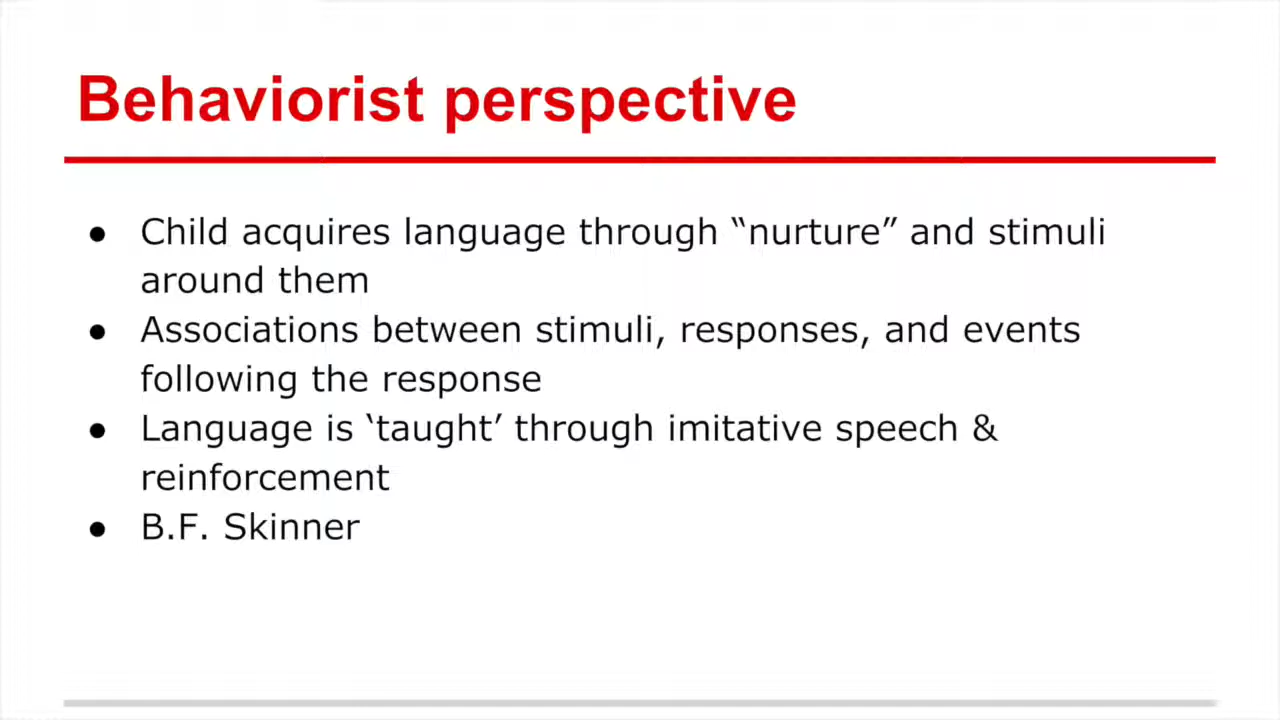 Behaviorist perspective
● Child acquires language through “nurture” and stimuli
around them
● Associations between stimuli, responses, and events
following the response
● Language is ‘taught’ through imitative speech &
reinforcement
● B.F. Skinner